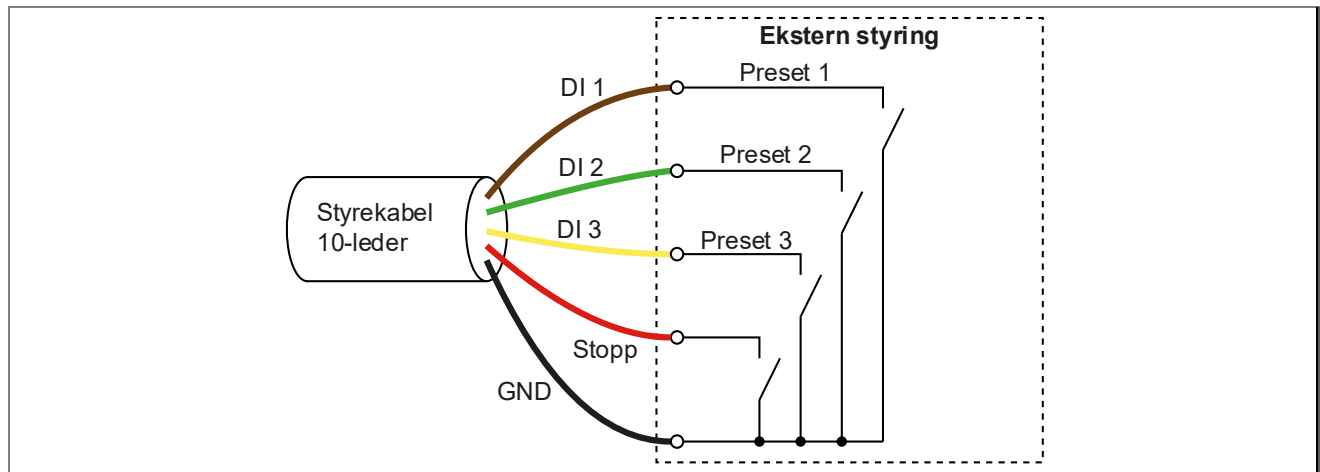 Ekstern styring
Preset 1
DI 1
Preset 2
DI 2
Styrekabel
10-leder
DI 3
Preset 3
Stopp
GND